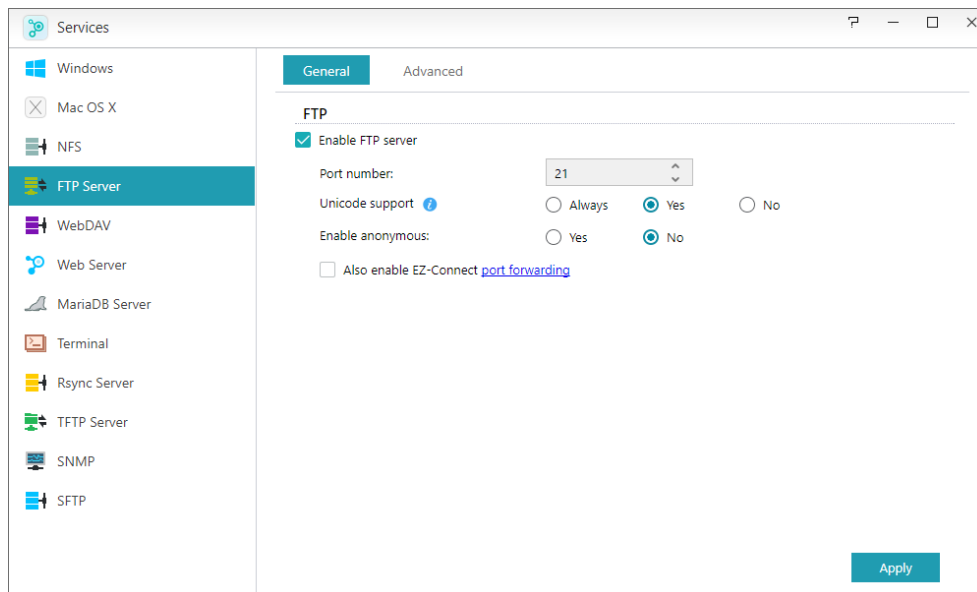 Services
Windows
Mac OS X
NFS
FTP Server
WebDAV
Web Server
MariaDB Server
Terminal
Rsync Server
TFTP Server
SNMP
SFTP
General Advanced
FTP
Enable FTP server
Port number: 21
Unicode support Always Yes No
Enable anonymous: Yes No
Also enable EZ-Connect port forwarding
Apply